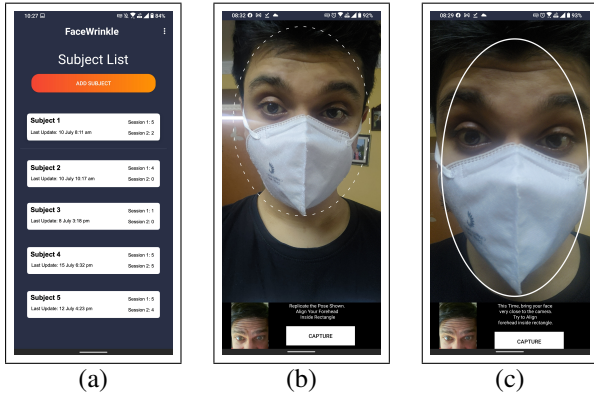 10:27
84%
FaceWrinkle
Subject List
ADD SUBJECT
Subject 1
Session 1: 5
Last Update: 10 July 8:11 am
Session 2: 2
Subject 2
Session 1: 4
Last Update: 10 July 10:17 am
Session 2: 0
Subject 3
Session 1: 1
Last Update: 8 July 3:18 pm
Session 2: 0
Subject 4
Session 1: 5
Last Update: 15 July 6:32 pm
Session 2: 5
Subject 5
Session 1: 5
Last Update: 12 July 4:23 pm
Session 2: 4
(a)
08:32
92%
Replicate the Pose Shown.
Align Your Forehead
Inside Rectangle
CAPTURE
(b)
08:29
93%
This Time, bring your face
very close to the camera.
Try to Align
forehead inside rectangle.
CAPTURE
(c)